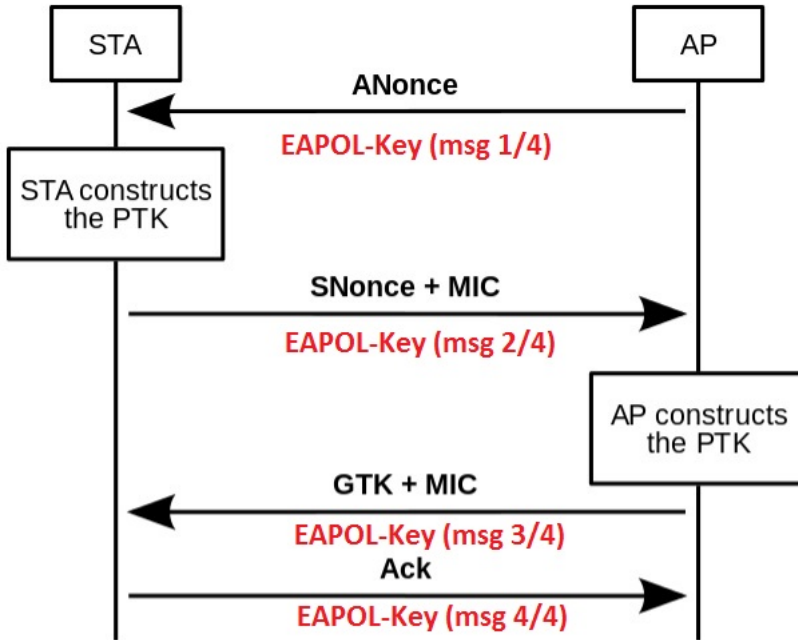 STA
AP
ANonce
EAPOL-Key (msg 1/4)
STA constructs
the PTK
SNonce + MIC
EAPOL-Key (msg 2/4)
AP constructs
the PTK
GTK + MIC
EAPOL-Key (msg 3/4)
Ack
EAPOL-Key (msg 4/4)